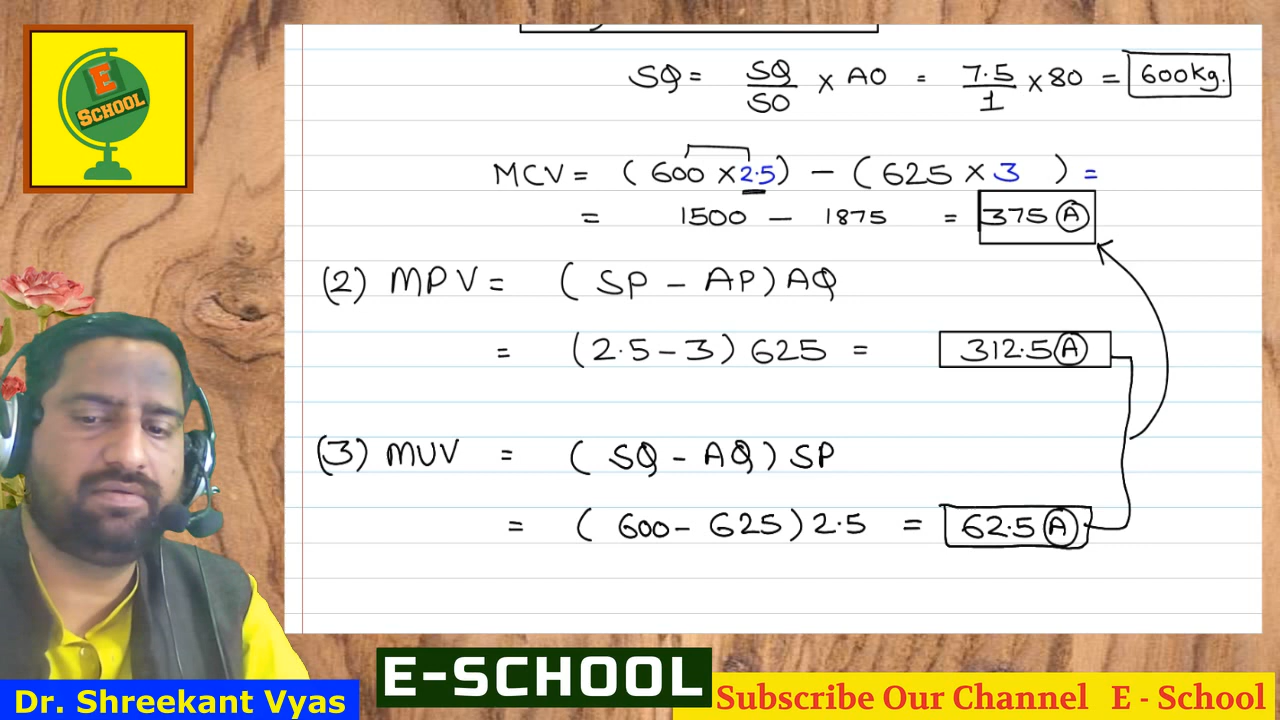 E
SCHOOL
SQ = SQ/SO × AO = 7.5/1 × 80 = 600kg.
MCV = (600 × 2.5) - (625 × 3 ) =
= 1500 - 1875 = 375 (A)
(2) MPV = (SP - AP) AQ
= (2.5 - 3) 625 = 312.5 (A)
(3) MUV = (SQ - AQ) SP
= (600 - 625) 2.5 = 62.5 (A)
E-SCHOOL
Dr. Shreekant Vyas
Subscribe Our Channel E - School